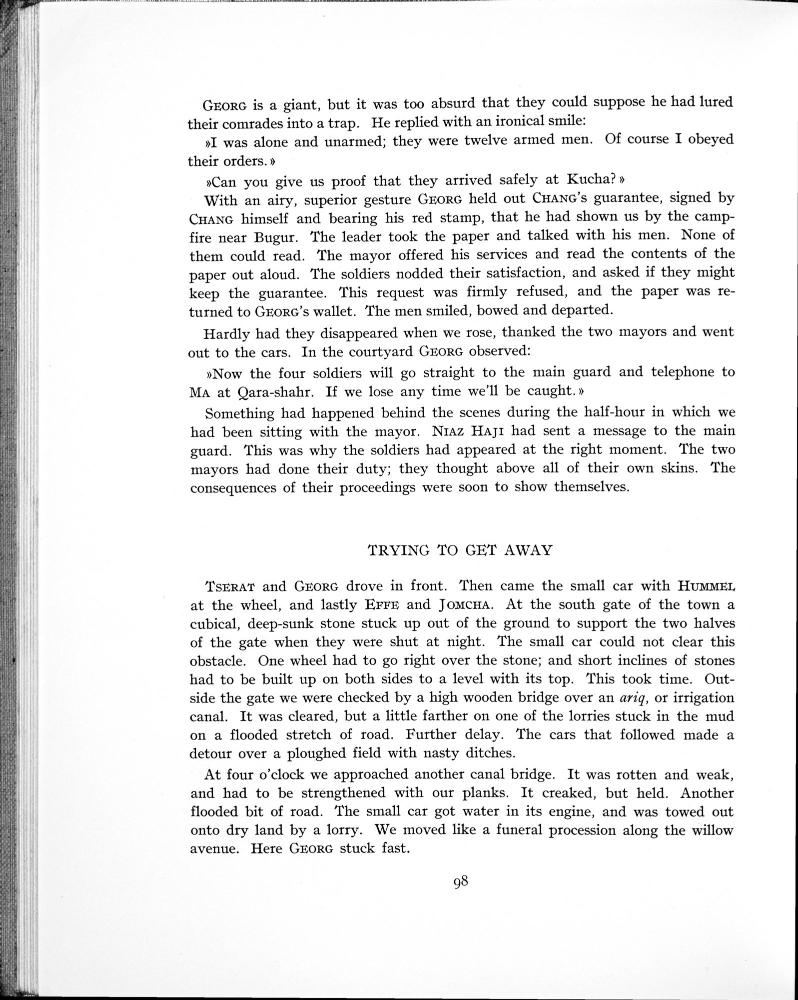 GEORG is a giant, but it was too absurd that they could suppose he had lured
their comrades into a trap. He replied with an ironical smile:
»I was alone and unarmed; they were twelve armed men. Of course I obeyed
their orders.»
»Can you give us proof that they arrived safely at Kucha?»
With an airy, superior gesture GEORG held out CHANG's guarantee, signed by
CHANG himself and bearing his red stamp, that he had shown us by the camp-
fire near Bugur. The leader took the paper and talked with his men. None of
them could read. The mayor offered his services and read the contents of the
paper out aloud. The soldiers nodded their satisfaction, and asked if they might
keep the guarantee. This request was firmly refused, and the paper was re-
turned to GEORG's wallet. The men smiled, bowed and departed.
Hardly had they disappeared when we rose, thanked the two mayors and went
out to the cars. In the courtyard GEORG observed:
»Now the four soldiers will go straight to the main guard and telephone to
MA at Qara-shahr. If we lose any time we'll be caught.»
Something had happened behind the scenes during the half-hour in which we
had been sitting with the mayor. NIAZ HAJI had sent a message to the main
guard. This was why the soldiers had appeared at the right moment. The two
mayors had done their duty; they thought above all of their own skins. The
consequences of their proceedings were soon to show themselves.
TRYING TO GET AWAY
TSERAT and GEORG drove in front. Then came the small car with HUMMEL
at the wheel, and lastly EFFE and JOMCHA. At the south gate of the town a
cubical, deep-sunk stone stuck up out of the ground to support the two halves
of the gate when they were shut at night. The small car could not clear this
obstacle. One wheel had to go right over the stone; and short inclines of stones
had to be built up on both sides to a level with its top. This took time. Out-
side the gate we were checked by a high wooden bridge over an ariq, or irrigation
canal. It was cleared, but a little farther on one of the lorries stuck in the mud
on a flooded stretch of road. Further delay. The cars that followed made a
detour over a ploughed field with nasty ditches.
At four o'clock we approached another canal bridge. It was rotten and weak,
and had to be strengthened with our planks. It creaked, but held. Another
flooded bit of road. The small car got water in its engine, and was towed out
onto dry land by a lorry. We moved like a funeral procession along the willow
avenue. Here GEORG stuck fast.
98